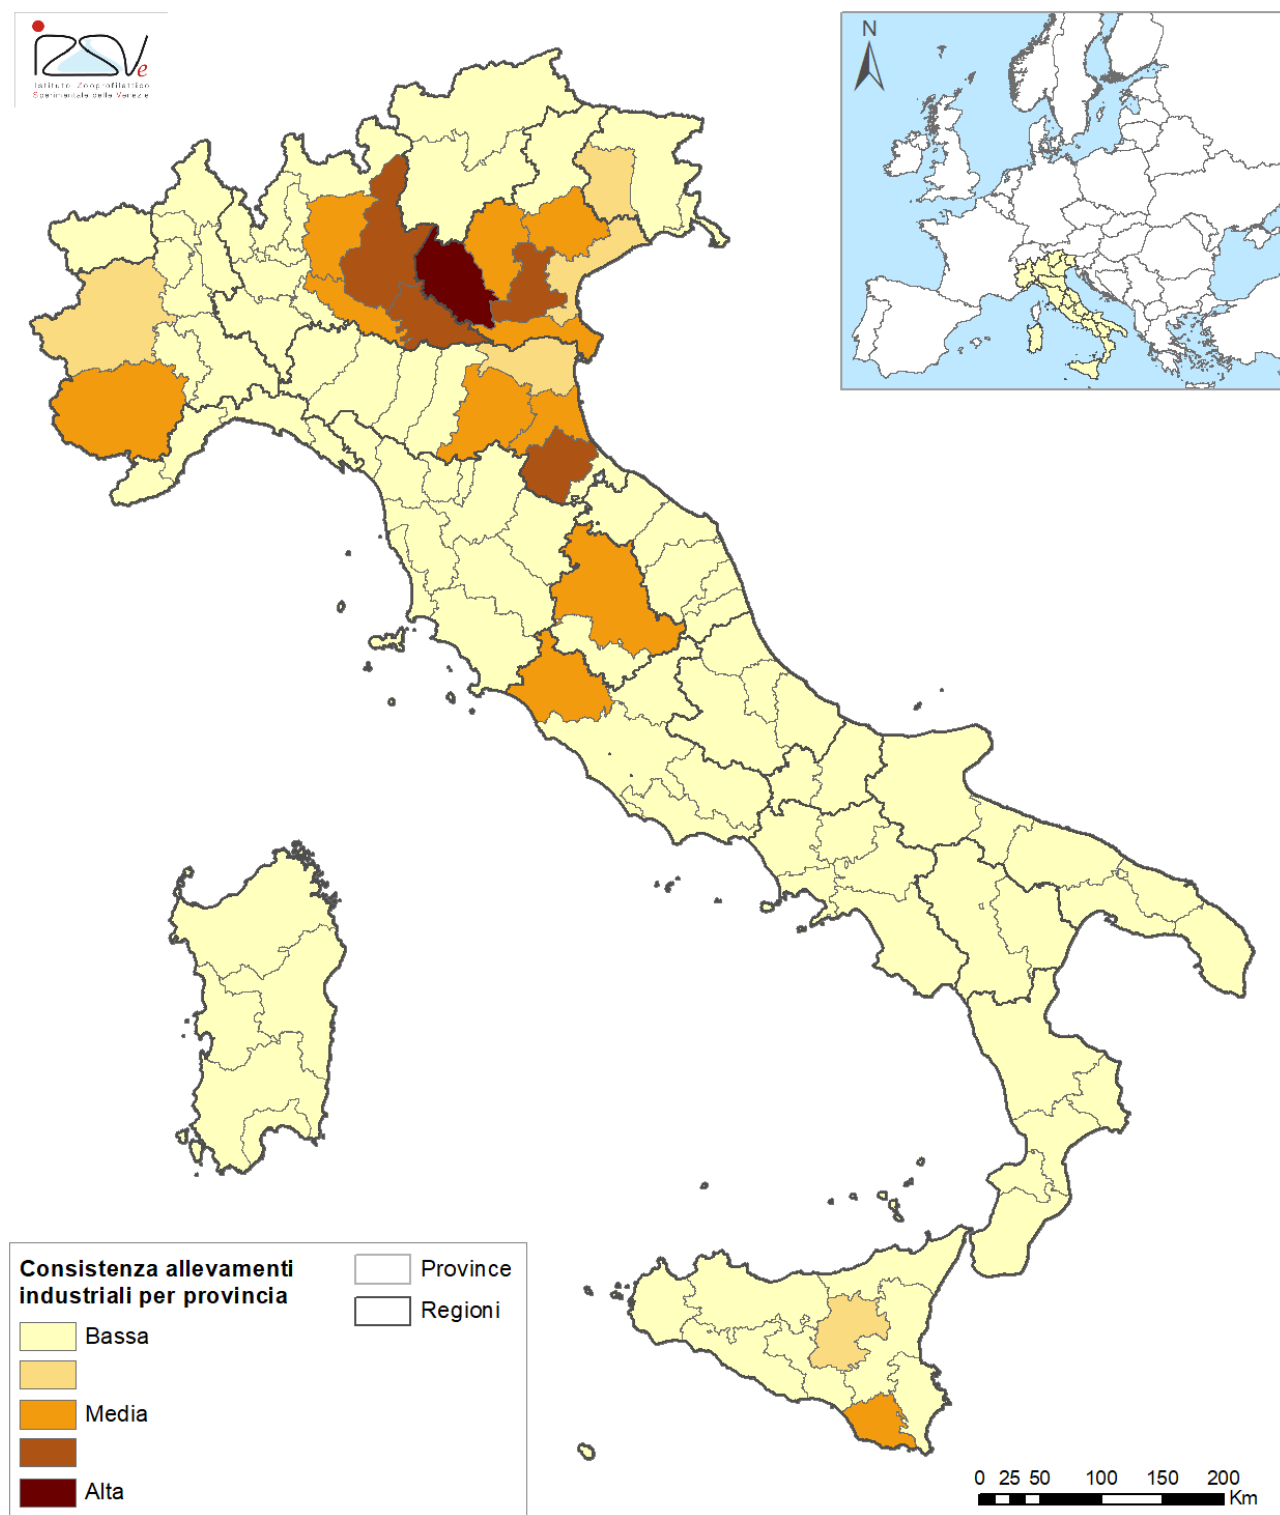 IZSVe
Istituto Zooprofilattico
Sperimentale delle Venezie
N
Consistenza allevamenti
industriali per provincia
Bassa
Media
Alta
Province
Regioni
0 25 50 100 150 200
Km